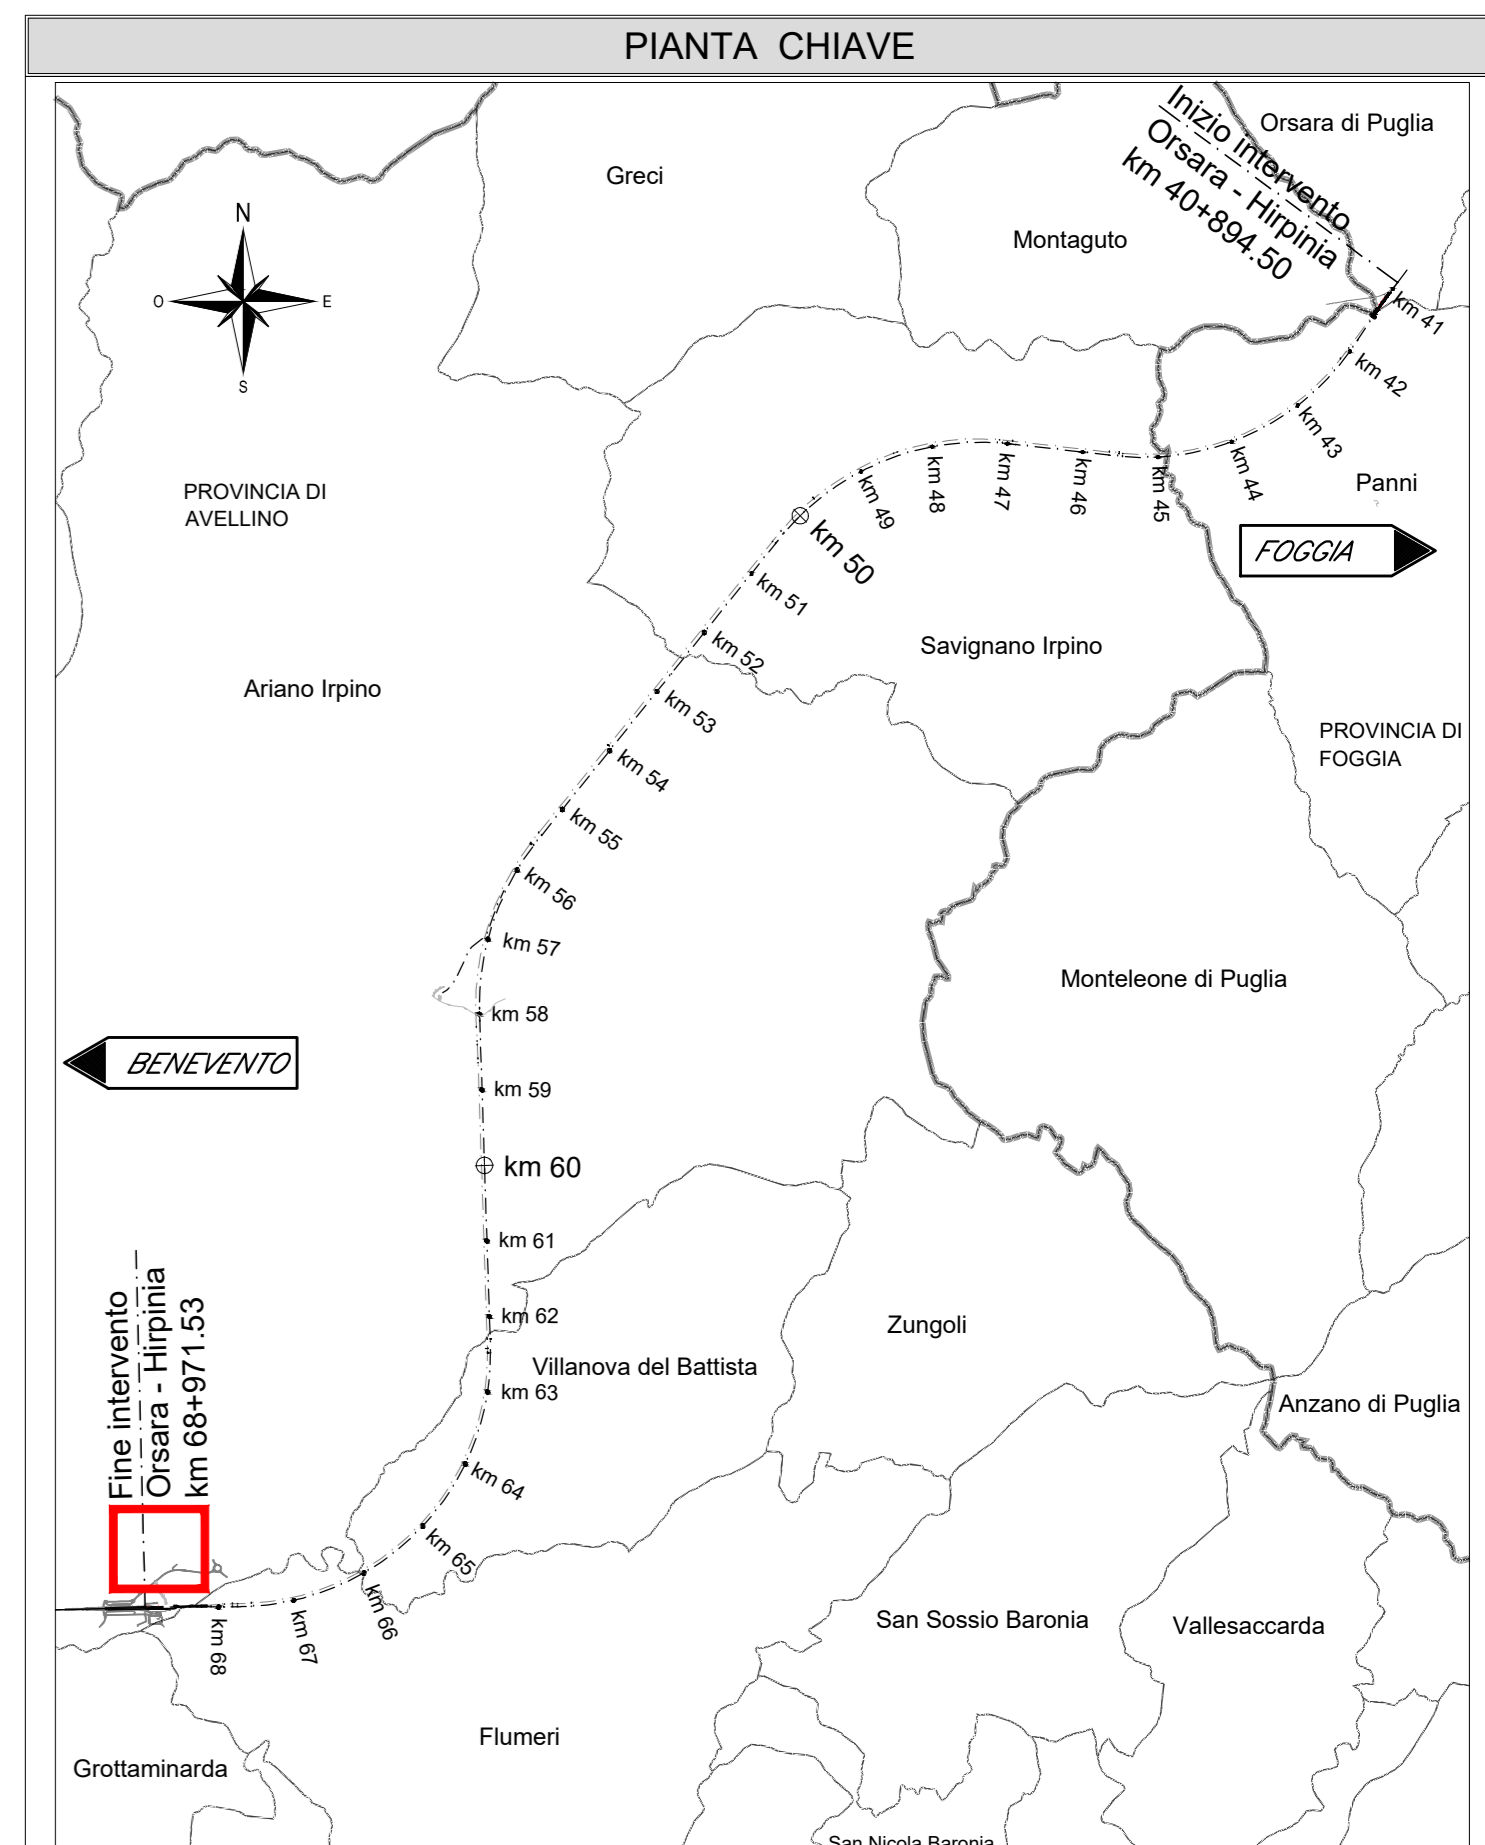 PIANTA CHIAVE
Orsara di Puglia
Inizio intervento
Orsara - Hirpinia
km 40+894.50
Greci
Montaguto
N
O
E
S
km 41
km 42
km 43
km 44
km 45
km 46
km 47
km 48
km 49
km 50
Panni
?
PROVINCIA DI
AVELLINO
FOGGIA
km 51
km 52
Savignano Irpino
Ariano Irpino
km 53
PROVINCIA DI
FOGGIA
km 54
km 55
km 56
km 57
Monteleone di Puglia
km 58
BENEVENTO
km 59
km 60
km 61
Fine intervento
Orsara - Hirpinia
km 68+971.53
km 62
Zungoli
Villanova del Battista
km 63
Anzano di Puglia
km 64
km 65
km 66
km 67
km 68
San Sossio Baronia
Vallesaccarda
Flumeri
Grottaminarda
San Nicola Baronia